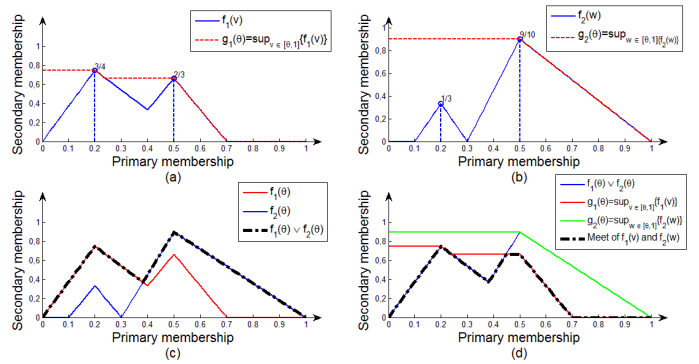 f₁(v)
g₁(θ)=sup_{v ∈ [θ,1]}{f₁(v)}
Secondary membership
1
0.8
0.6
0.4
0.2
0
3/4
2/3
0 0.1 0.2 0.3 0.4 0.5 0.6 0.7 0.8 0.9 1
Primary membership
(a)
f₂(w)
g₂(θ)=sup_{w ∈ [θ,1]{f₂(w)}}
Secondary membership
1
0.8
0.6
0.4
0.2
0
1/3
9/10
0 0.1 0.2 0.3 0.4 0.5 0.6 0.7 0.8 0.9 1
Primary membership
(b)
f₁(θ)
f₂(θ)
f₁(θ) ∨ f₂(θ)
Secondary membership
1
0.8
0.6
0.4
0.2
0
0 0.1 0.2 0.3 0.4 0.5 0.6 0.7 0.8 0.9 1
Primary membership
(c)
f₁(θ) ∨ f₂(θ)
g₁(θ)=sup_{v ∈ [θ,1]}{f₁(v)}
g₂(θ)=sup_{w ∈ [θ,1]}{f₂(w)}
Meet of f₁(v) and f₂(w)
Secondary membership
1
0.8
0.6
0.4
0.2
0
0 0.1 0.2 0.3 0.4 0.5 0.6 0.7 0.8 0.9 1
Primary membership
(d)